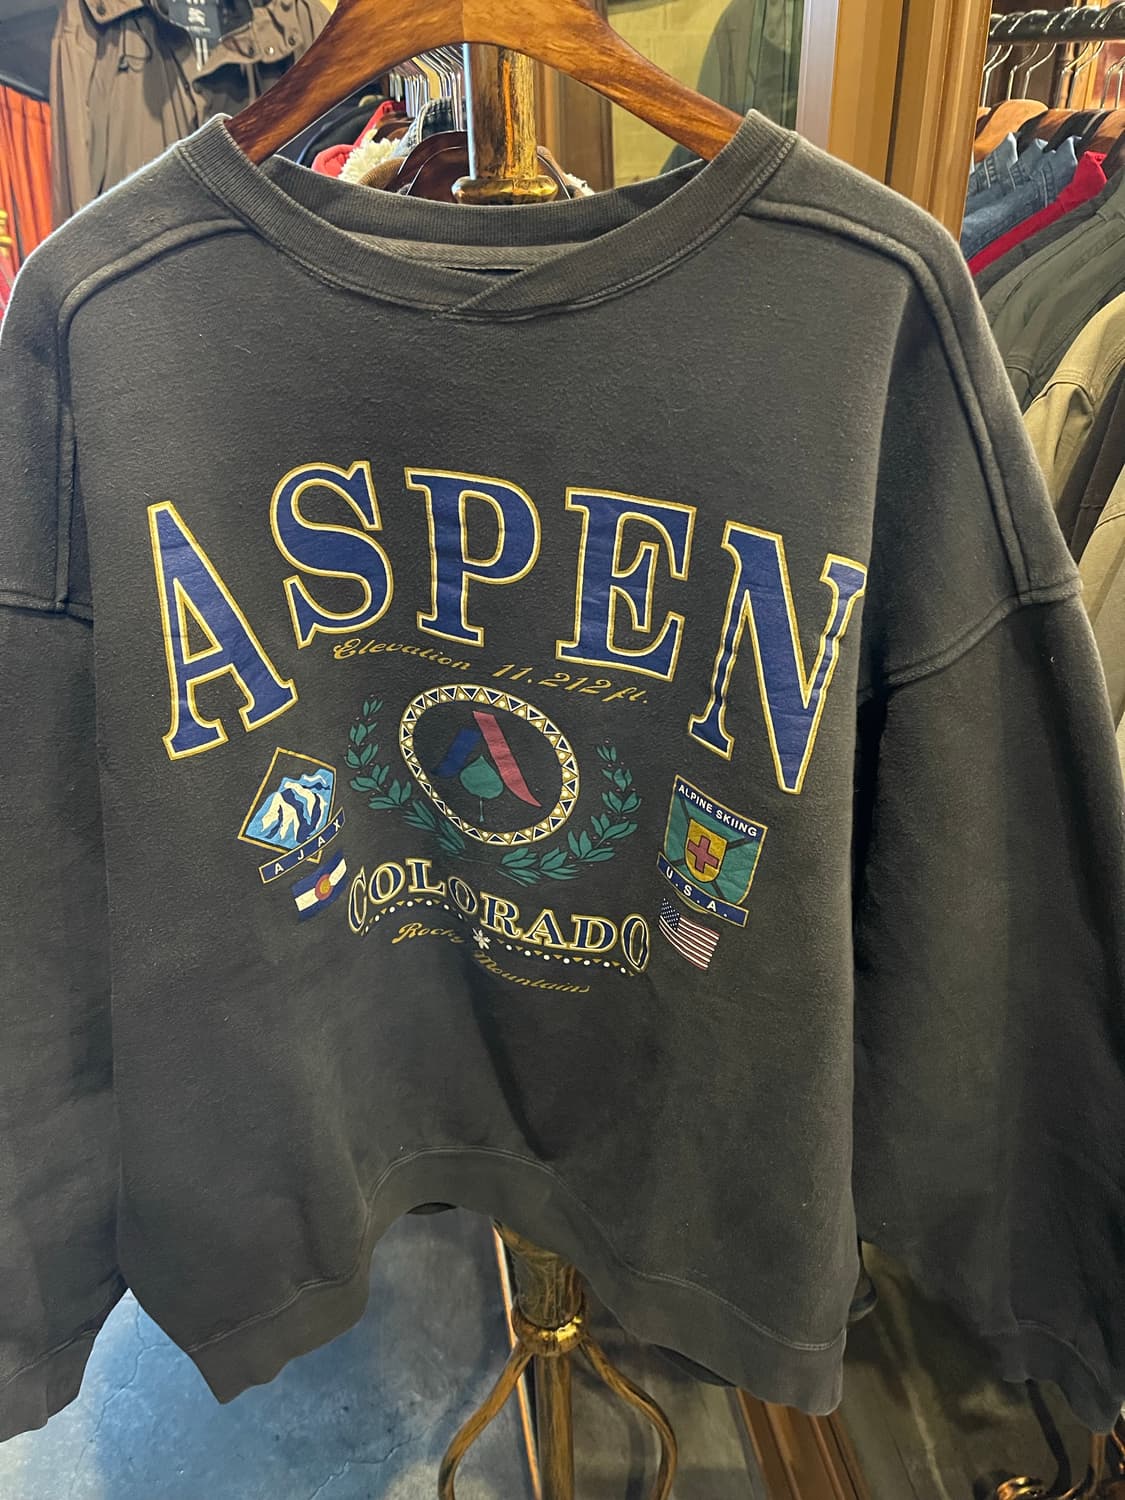 ASPEN
Elevation 11.212 ft.
AJAX
ALPINE SKIING
U.S.A.
COLORADO
Rocky Mountains